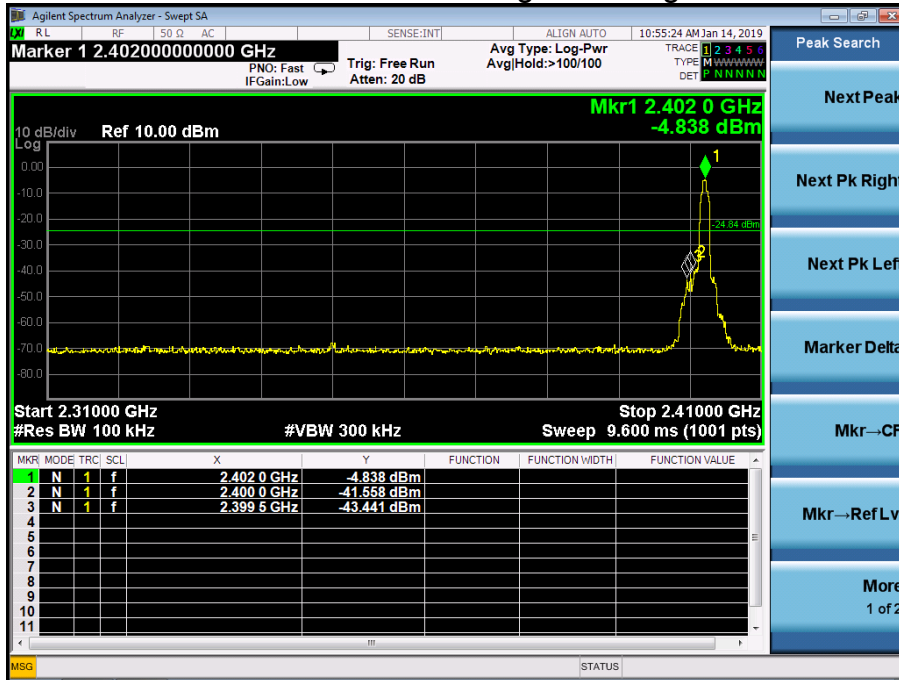 Agilent Spectrum Analyzer - Swept SA
LXI RL RF 50 Ω AC SENSE:INT ALIGN AUTO 10:55:24 AM Jan 14, 2019
Marker 1 2.402000000000 GHz Avg Type: Log-Pwr TRACE 1 2 3 4 5 6
PNO: Fast Trig: Free Run Avg|Hold:>100/100 TYPE M WWWWW
IFGain:Low Atten: 20 dB DET P N N N N N
Mkr1 2.402 0 GHz
-4.838 dBm
10 dB/div Ref 10.00 dBm
Log
1
0.00
-10.0
-20.0
-24.84 dBm
-30.0
3 2
-40.0
-50.0
-60.0
-70.0
-80.0
Start 2.31000 GHz Stop 2.41000 GHz
#Res BW 100 kHz #VBW 300 kHz Sweep 9.600 ms (1001 pts)
MKR MODE TRC SCL X Y FUNCTION FUNCTION WIDTH FUNCTION VALUE
1 N 1 f 2.402 0 GHz -4.838 dBm
2 N 1 f 2.400 0 GHz -41.558 dBm
3 N 1 f 2.399 5 GHz -43.441 dBm
4
5
6
7
8
9
10
11
MSG STATUS
Peak Search
Next Peak
Next Pk Right
Next Pk Left
Marker Delta
Mkr→CF
Mkr→Ref Lv
More
1 of 2